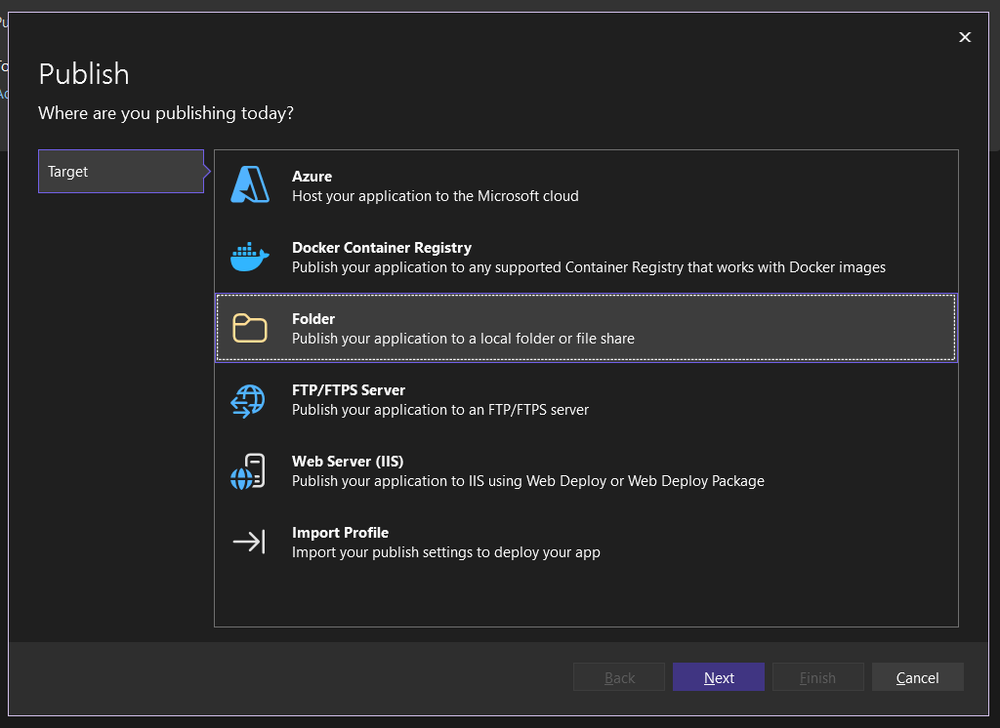 Publish
Where are you publishing today?
Target
Azure
Host your application to the Microsoft cloud
Docker Container Registry
Publish your application to any supported Container Registry that works with Docker images
Folder
Publish your application to a local folder or file share
FTP/FTPS Server
Publish your application to an FTP/FTPS server
Web Server (IIS)
Publish your application to IIS using Web Deploy or Web Deploy Package
Import Profile
Import your publish settings to deploy your app
Back
Next
Finish
Cancel